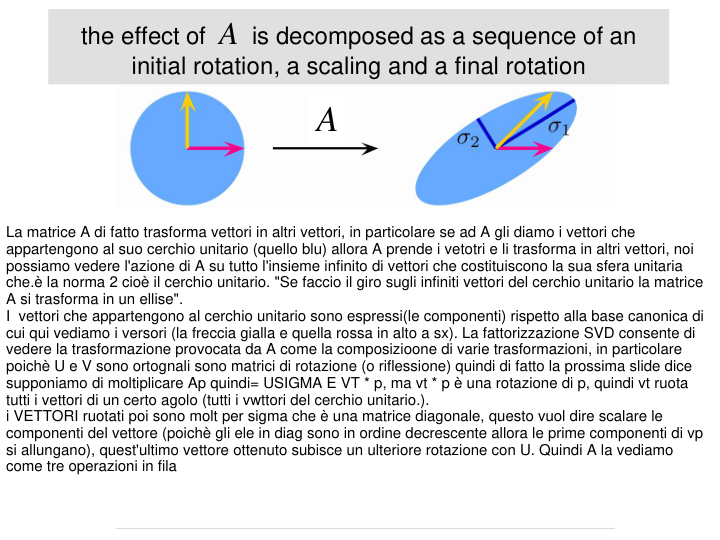 the effect of A is decomposed as a sequence of an
initial rotation, a scaling and a final rotation
A
σ2
σ1
La matrice A di fatto trasforma vettori in altri vettori, in particolare se ad A gli diamo i vettori che
appartengono al suo cerchio unitario (quello blu) allora A prende i vetotri e li trasforma in altri vettori, noi
possiamo vedere l'azione di A su tutto l'insieme infinito di vettori che costituiscono la sua sfera unitaria
che.è la norma 2 cioè il cerchio unitario. "Se faccio il giro sugli infiniti vettori del cerchio unitario la matrice
A si trasforma in un ellise".
I  vettori che appartengono al cerchio unitario sono espressi(le componenti) rispetto alla base canonica di
cui qui vediamo i versori (la freccia gialla e quella rossa in alto a sx). La fattorizzazione SVD consente di
vedere la trasformazione provocata da A come la composizioone di varie trasformazioni, in particolare
poichè U e V sono ortognali sono matrici di rotazione (o riflessione) quindi di fatto la prossima slide dice
supponiamo di moltiplicare Ap quindi= USIGMA E VT * p, ma vt * p è una rotazione di p, quindi vt ruota
tutti i vettori di un certo agolo (tutti i vwttori del cerchio unitario.).
i VETTORI ruotati poi sono molt per sigma che è una matrice diagonale, questo vuol dire scalare le
componenti del vettore (poichè gli ele in diag sono in ordine decrescente allora le prime componenti di vp
si allungano), quest'ultimo vettore ottenuto subisce un ulteriore rotazione con U. Quindi A la vediamo
come tre operazioni in fila